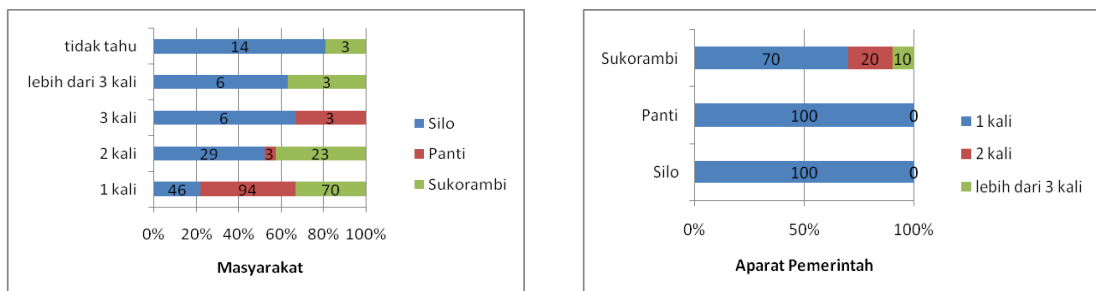 tidak tahu 14 3
lebih dari 3 kali 6 3
3 kali 6 3
2 kali 29 3 23
1 kali 46 94 70
0% 20% 40% 60% 80% 100%
Masyarakat
Silo
Panti
Sukorambi
Sukorambi 70 20 10
Panti 100 0
Silo 100 0
0% 50% 100%
Aparat Pemerintah
1 kali
2 kali
lebih dari 3 kali